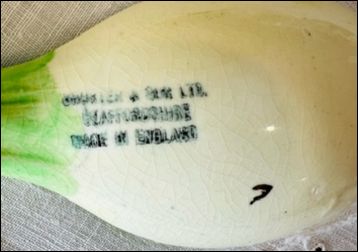 & SON LTD.
STAFFORDSHIRE
MADE IN ENGLAND